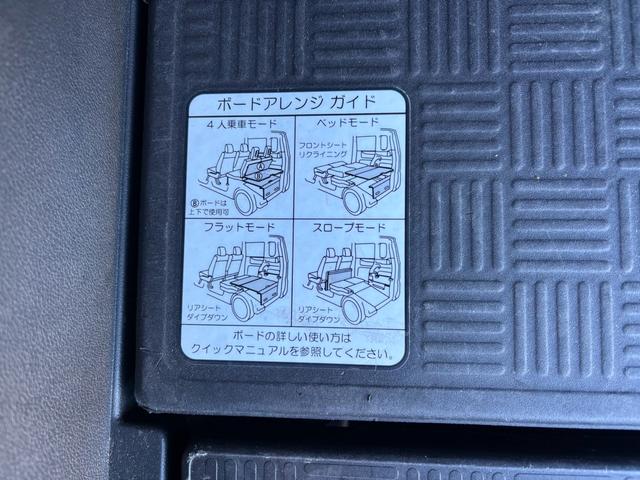 ボードアレンジ ガイド
4人乗車モード
Ⓑボードは
上下で使用可
ベッドモード
フロントシート
リクライニング
フラットモード
リアシート
ダイブダウン
スロープモード
リアシート
ダイブダウン
ボードの詳しい使い方は
クイックマニュアルを参照してください。